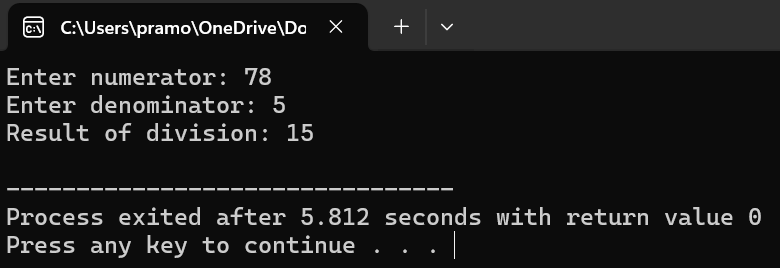 C:\Users\pramo\OneDrive\Do
Enter numerator: 78
Enter denominator: 5
Result of division: 15
--------------------------------
Process exited after 5.812 seconds with return value 0
Press any key to continue . . .